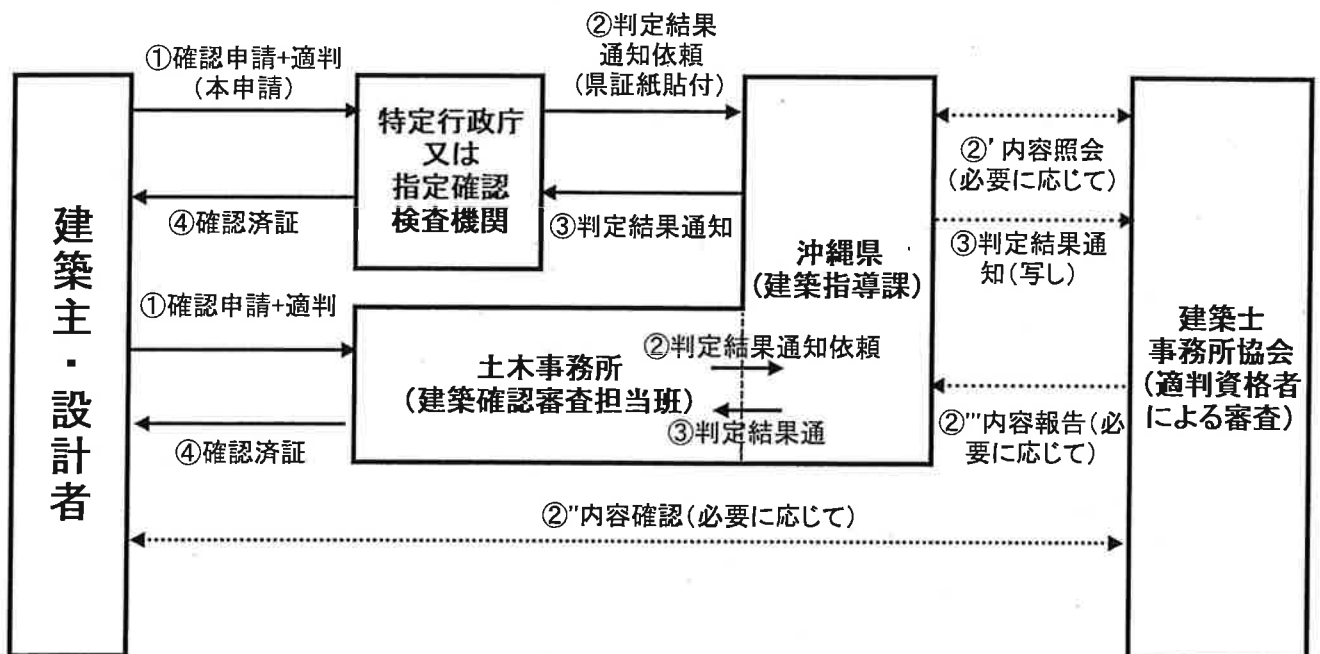 ①確認申請+適判
(本申請)
②判定結果
通知依頼
(県証紙貼付)
特定行政庁
又は
指定確認
検査機関
②'内容照会
(必要に応じて)
④確認済証
③判定結果通知
沖縄県
(建築指導課)
③判定結果通
知(写し)
建築主・設計者
①確認申請+適判
②判定結果通知依頼
土木事務所
(建築確認審査担当班)
③判定結果通
④確認済証
建築士
事務所協会
(適判資格者
による審査)
②'''内容報告(必
要に応じて)
②''内容確認(必要に応じて)